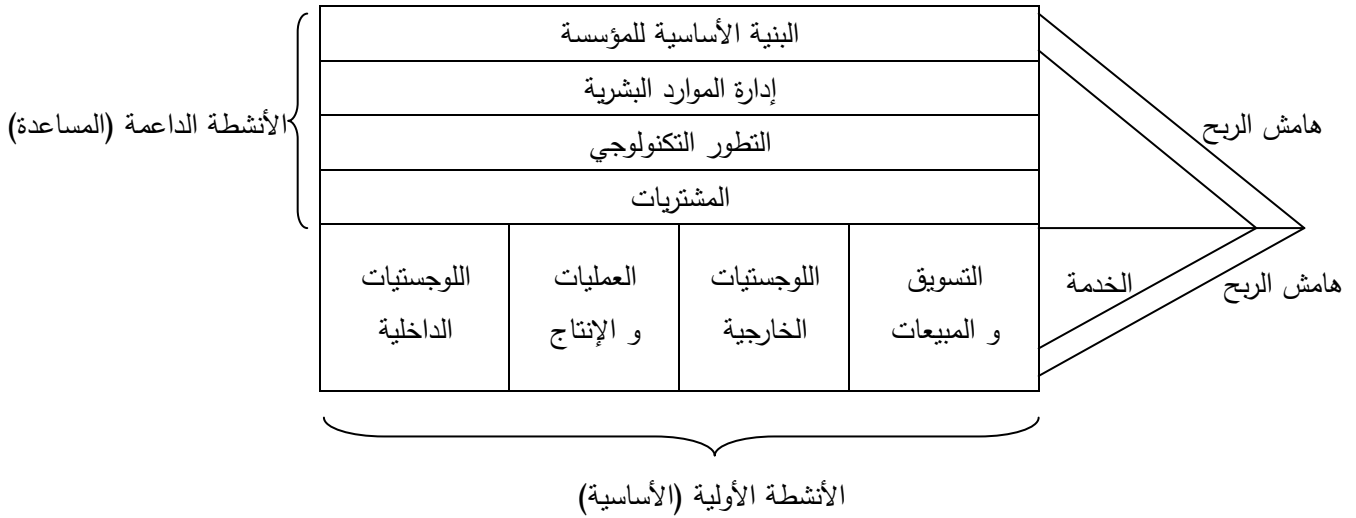 البنية الأساسية للمؤسسة
إدارة الموارد البشرية
التطور التكنولوجي
المشتريات
الأنشطة الداعمة (المساعدة)
هامش الربح
اللوجستيات
الداخلية
العمليات
و الإنتاج
اللوجستيات
الخارجية
التسويق
و المبيعات
الخدمة
هامش الربح
الأنشطة الأولية (الأساسية)